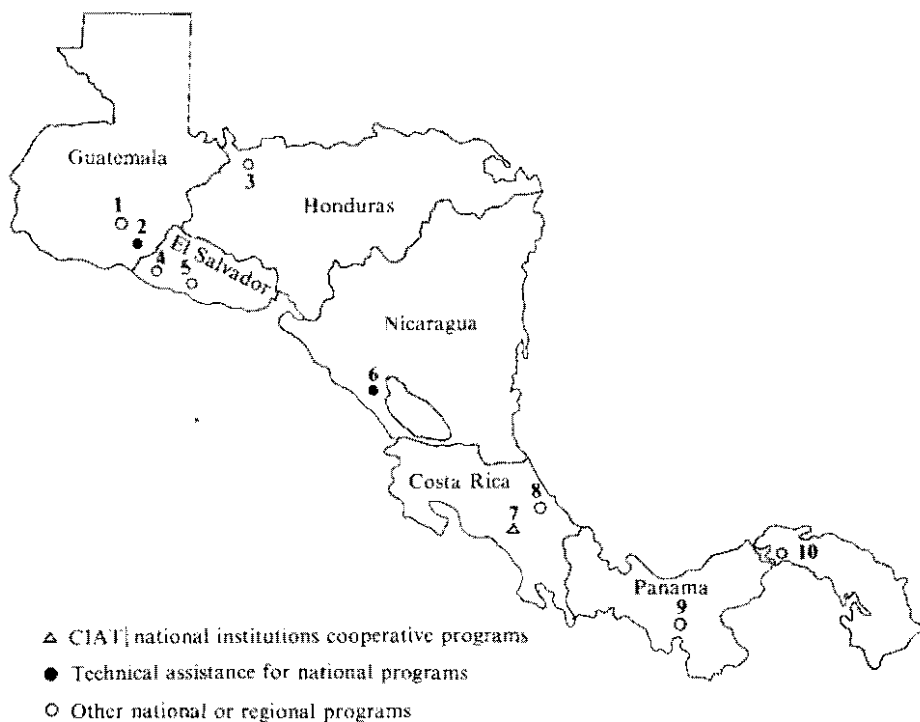 Guatemala
1
2
3
Honduras
El Salvador
4
5
Nicaragua
6
Costa Rica
7
8
Panama
9
10
△ CIAT| national institutions cooperative programs
● Technical assistance for national programs
○ Other national or regional programs